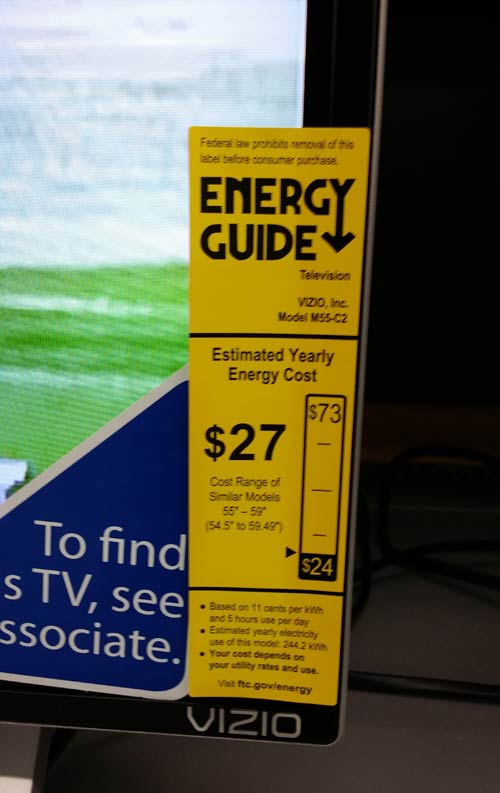 Federal law prohibits removal of this
label before consumer purchase.
ENERGY
GUIDE
Television
VIZIO, Inc.
Model M55-C2
Estimated Yearly
Energy Cost
$73
$27
Cost Range of
Similar Models
55" – 59"
(54.5" to 59.49")
$24
• Based on 11 cents per kWh
and 5 hours use per day
• Estimated yearly electricity
use of this model: 244.2 kWh
• Your cost depends on
your utility rates and use.
Visit ftc.gov/energy
To find
s TV, see
ssociate.
VIZIO